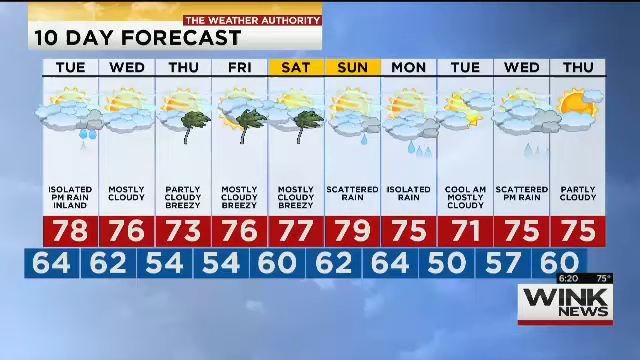 THE WEATHER AUTHORITY
10 DAY FORECAST
TUE WED THU FRI SAT SUN MON TUE WED THU
ISOLATED PM RAIN INLAND
MOSTLY CLOUDY
PARTLY CLOUDY BREEZY
MOSTLY CLOUDY BREEZY
MOSTLY CLOUDY BREEZY
SCATTERED RAIN
ISOLATED RAIN
COOL AM MOSTLY CLOUDY
SCATTERED PM RAIN
PARTLY CLOUDY
78 76 73 76 77 79 75 71 75 75
64 62 54 54 60 62 64 50 57 60
6:20 75°
WINK
NEWS